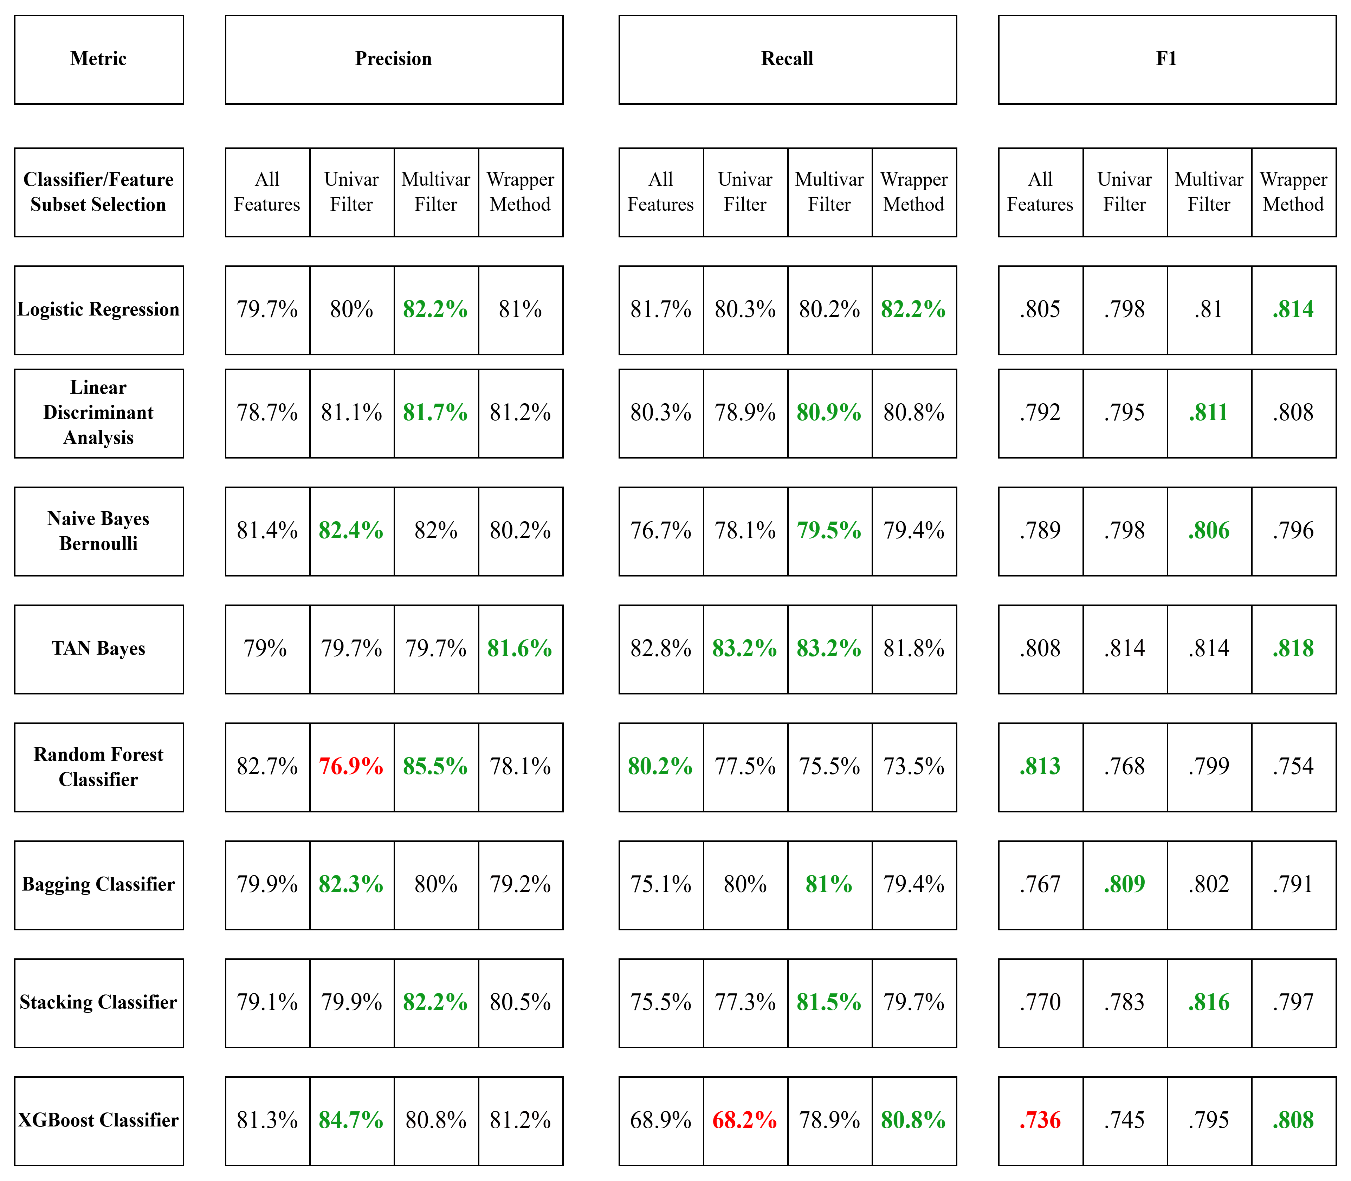 Metric Precision Recall F1
Classifier/Feature
Subset Selection
All
Features
Univar
Filter
Multivar
Filter
Wrapper
Method
All
Features
Univar
Filter
Multivar
Filter
Wrapper
Method
All
Features
Univar
Filter
Multivar
Filter
Wrapper
Method
Logistic Regression 79.7% 80% 82.2% 81% 81.7% 80.3% 80.2% 82.2% .805 .798 .81 .814
Linear
Discriminant
Analysis
78.7% 81.1% 81.7% 81.2% 80.3% 78.9% 80.9% 80.8% .792 .795 .811 .808
Naive Bayes
Bernoulli
81.4% 82.4% 82% 80.2% 76.7% 78.1% 79.5% 79.4% .789 .798 .806 .796
TAN Bayes 79% 79.7% 79.7% 81.6% 82.8% 83.2% 83.2% 81.8% .808 .814 .814 .818
Random Forest
Classifier
82.7% 76.9% 85.5% 78.1% 80.2% 77.5% 75.5% 73.5% .813 .768 .799 .754
Bagging Classifier 79.9% 82.3% 80% 79.2% 75.1% 80% 81% 79.4% .767 .809 .802 .791
Stacking Classifier 79.1% 79.9% 82.2% 80.5% 75.5% 77.3% 81.5% 79.7% .770 .783 .816 .797
XGBoost Classifier 81.3% 84.7% 80.8% 81.2% 68.9% 68.2% 78.9% 80.8% .736 .745 .795 .808